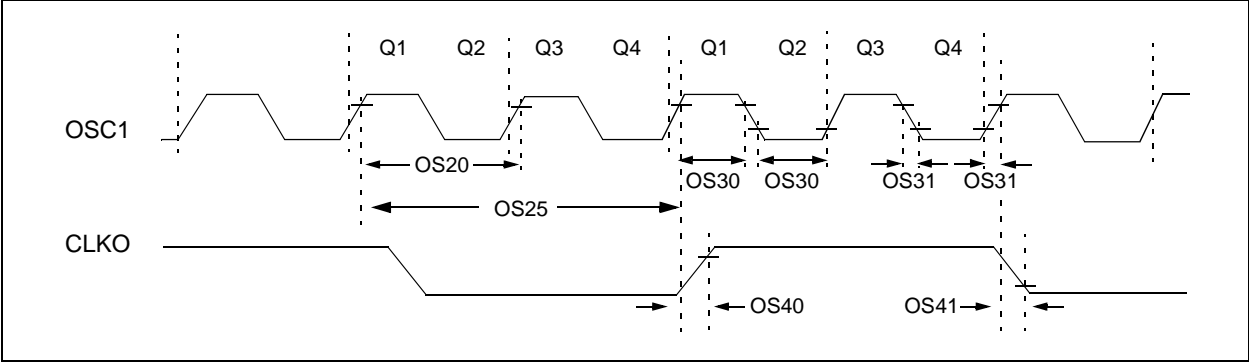 Q1 Q2 Q3 Q4 Q1 Q2 Q3 Q4
OSC1
OS20
OS30 OS30 OS31 OS31
OS25
CLKO
OS40 OS41